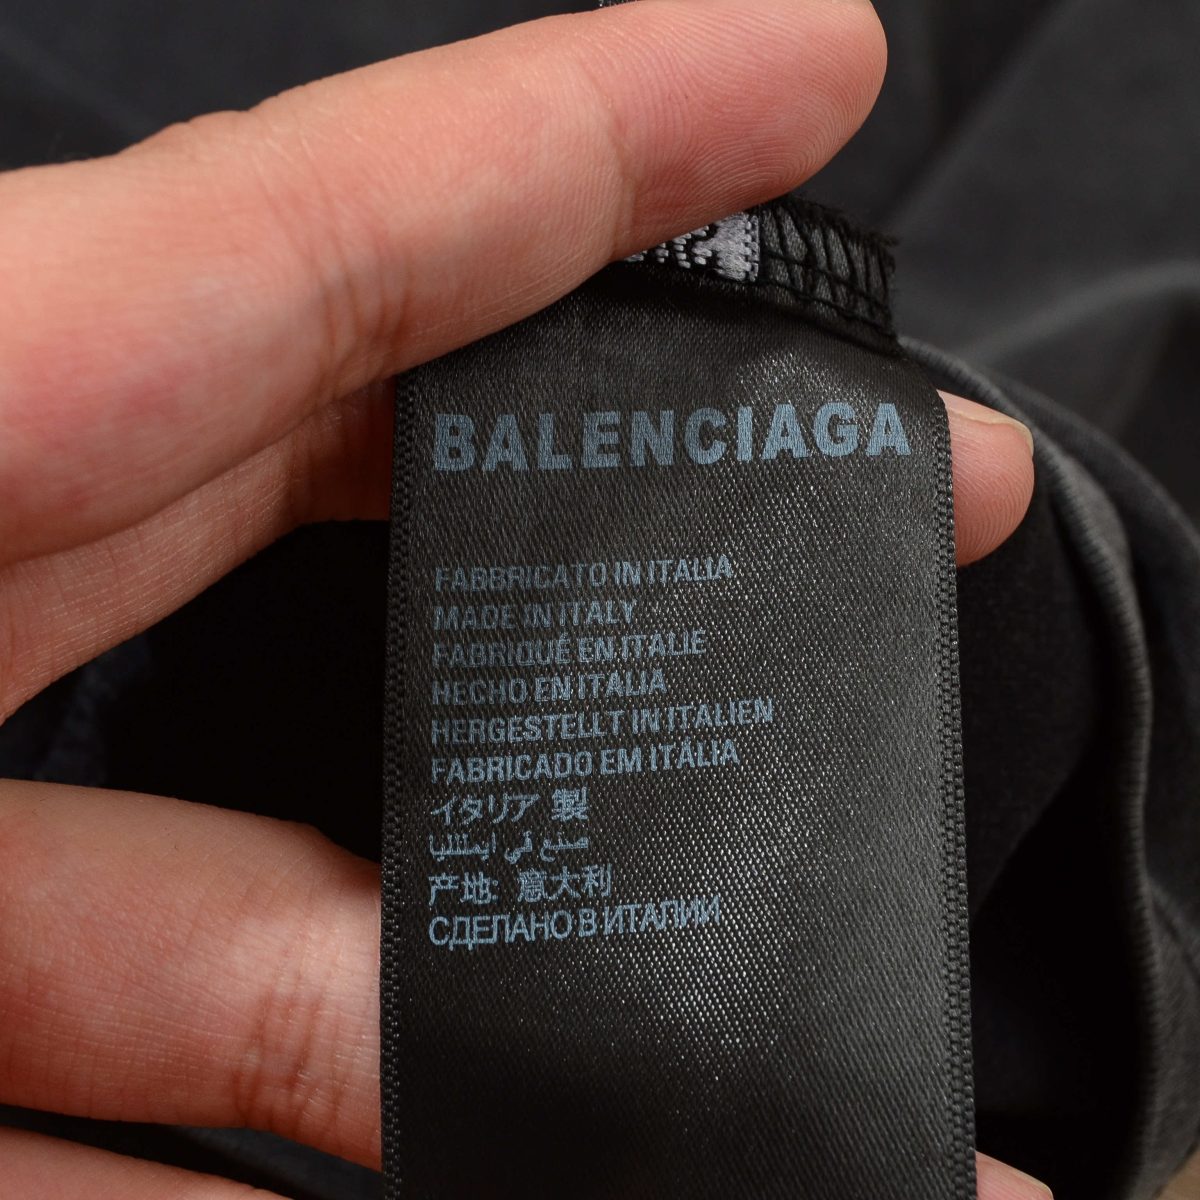 BALENCIAGA
FABBRICATO IN ITALIA
MADE IN ITALY
FABRIQUÉ EN ITALIE
HECHO EN ITALIA
HERGESTELLT IN ITALIEN
FABRICADO EM ITÁLIA
イタリア 製
صنع في
产地: 意大利
СДЕЛАНО В ИТАЛИИ